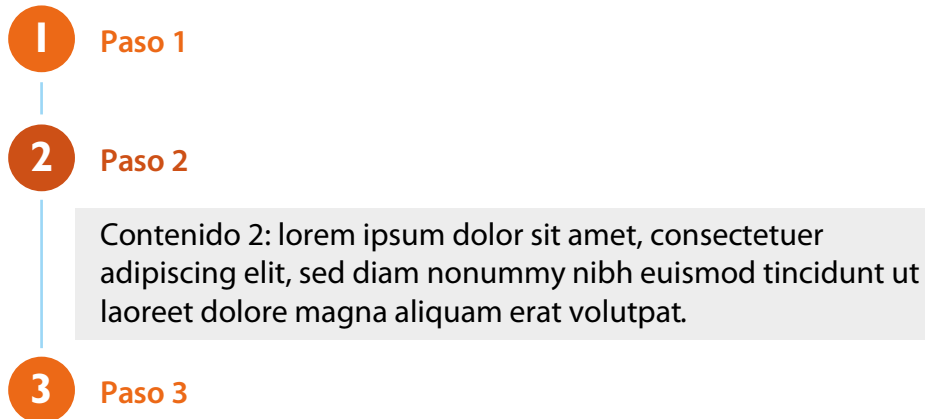 1 Paso 1
2 Paso 2
Contenido 2: lorem ipsum dolor sit amet, consectetuer
adipiscing elit, sed diam nonummy nibh euismod tincidunt ut
laoreet dolore magna aliquam erat volutpat.
3 Paso 3